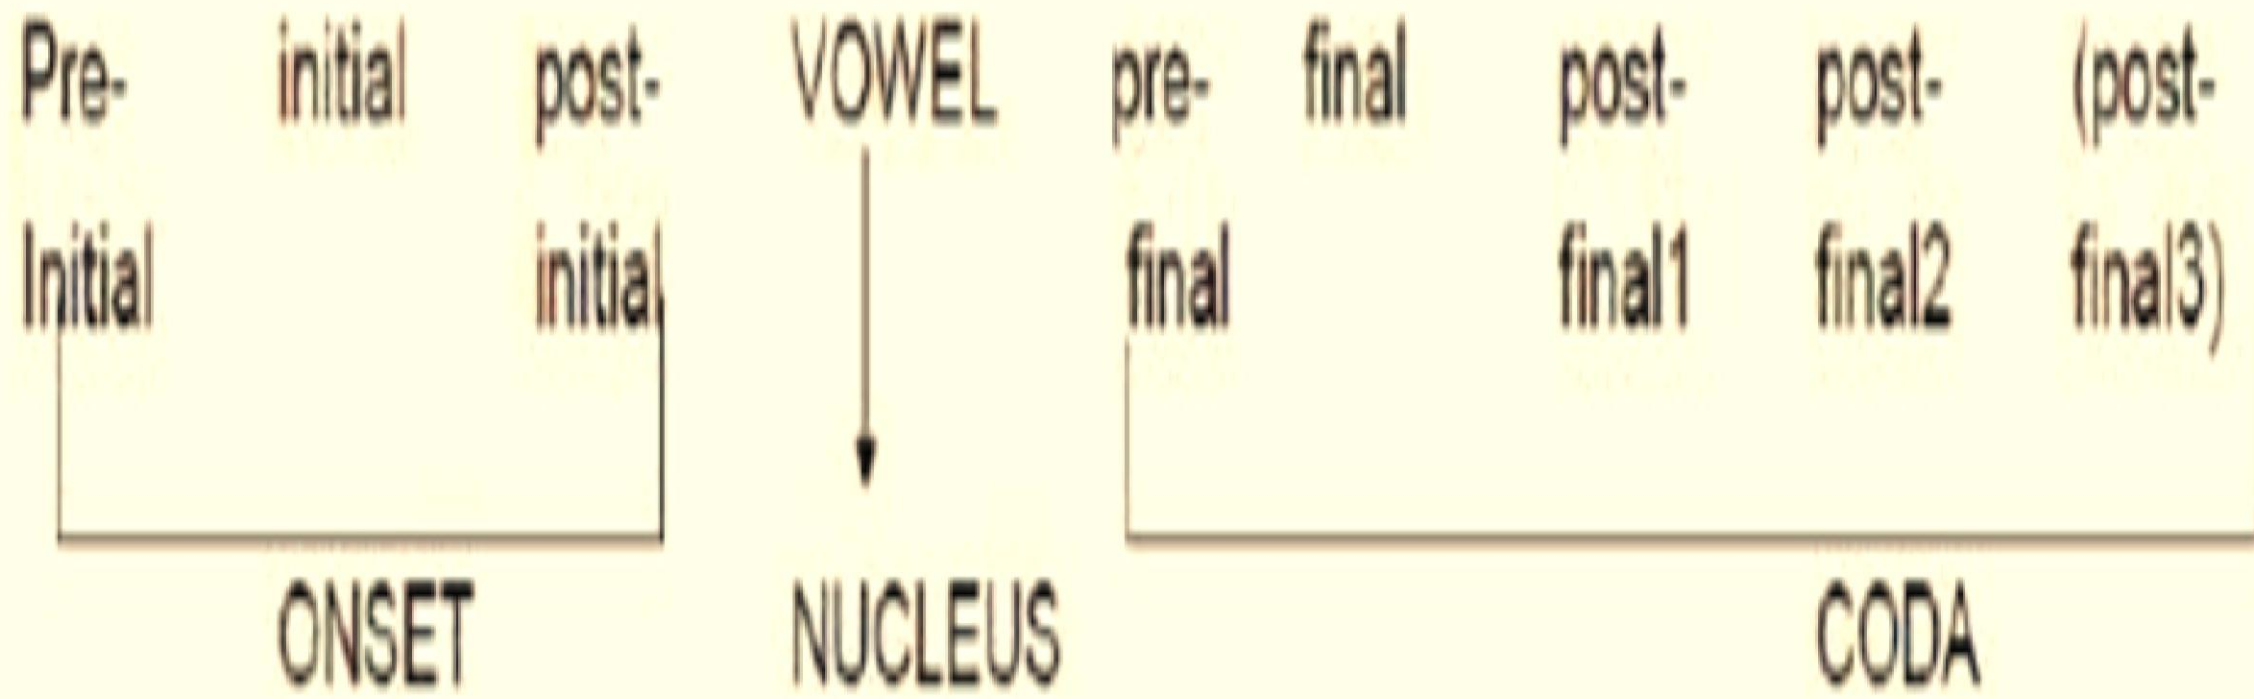 Pre- initial post- VOWEL pre- final post- post- (post-
Initial initial final final1 final2 final3)
ONSET NUCLEUS CODA